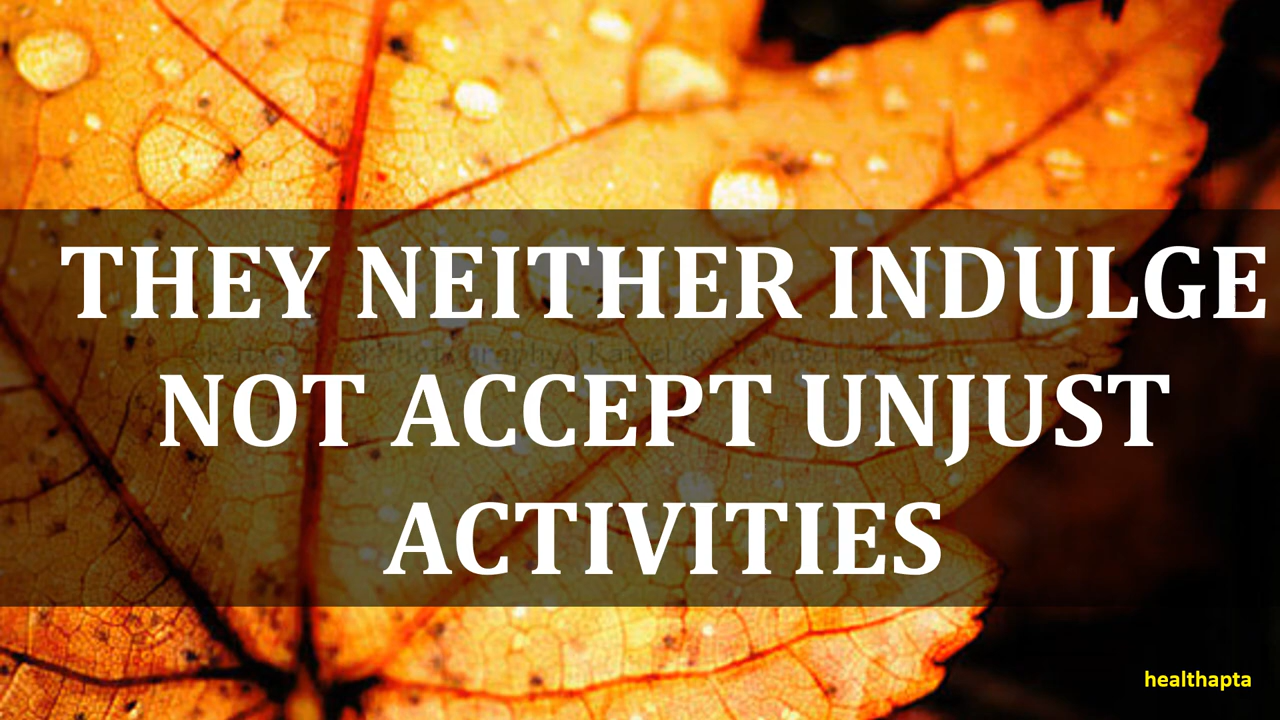 THEY NEITHER INDULGE
NOT ACCEPT UNJUST
ACTIVITIES
healthapta